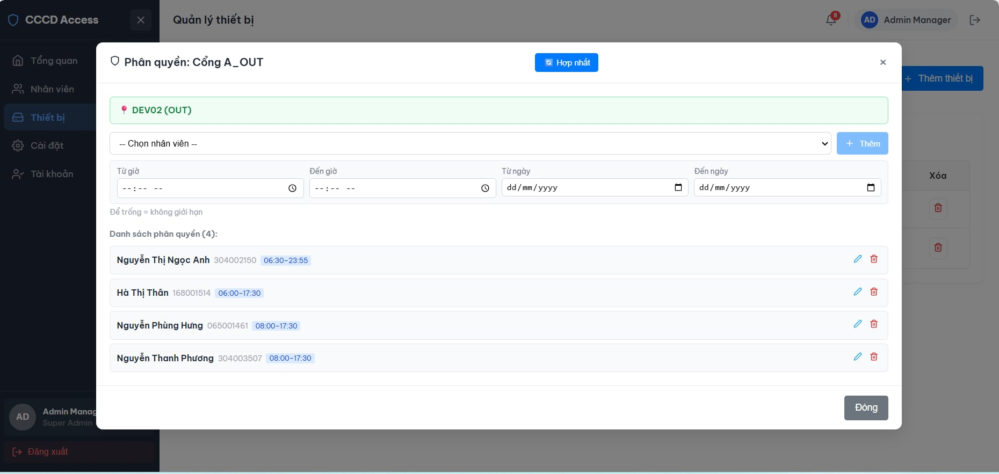 CCCD Access
Quản lý thiết bị
8
AD
Admin Manager
Tổng quan
Nhân viên
Thiết bị
Cài đặt
Tài khoản
Phân quyền: Cổng A_OUT
Hợp nhất
Thêm thiết bị
DEV02 (OUT)
-- Chọn nhân viên --
Thêm
Từ giờ
Đến giờ
Từ ngày
Đến ngày
--:-- --
--:-- --
dd/mm/yyyy
dd/mm/yyyy
Để trống = không giới hạn
Danh sách phân quyền (4):
Xóa
Nguyễn Thị Ngọc Anh 304002150 06:30-23:55
Hà Thị Thân 168001514 06:00-17:30
Nguyễn Phùng Hưng 065001461 08:00-17:30
Nguyễn Thanh Phương 304003507 08:00-17:30
Đóng
AD
Admin Manag
Super Admin
Đăng xuất